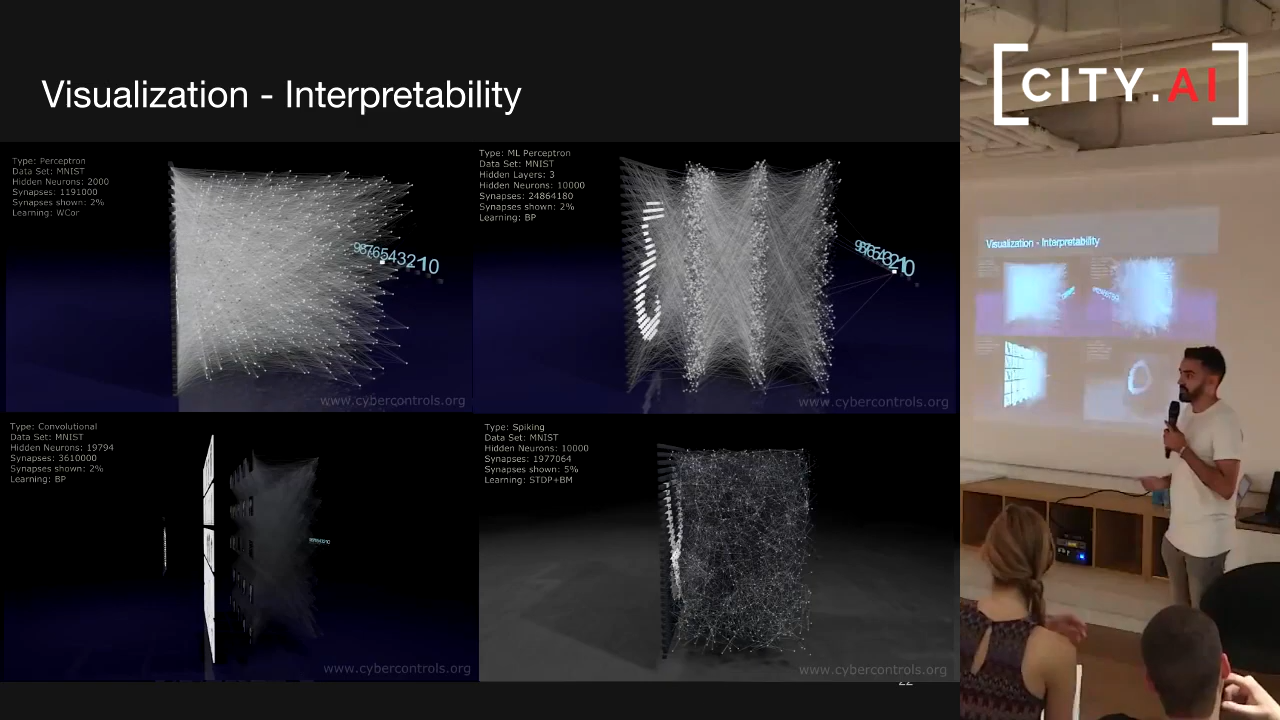 Visualization - Interpretability
Type: Perceptron
Data Set: MNIST
Hidden Neurons: 2000
Synapses: 1191000
Synapses shown: 2%
Learning: WCor
9876543210
www.cybercontrols.org
Type: ML Perceptron
Data Set: MNIST
Hidden Layers: 3
Hidden Neurons: 10000
Synapses: 24864180
Synapses shown: 2%
Learning: BP
9876543210
www.cybercontrols.org
Type: Convolutional
Data Set: MNIST
Hidden Neurons: 19794
Synapses: 3610000
Synapses shown: 2%
Learning: BP
www.cybercontrols.org
Type: Spiking
Data Set: MNIST
Hidden Neurons: 10000
Synapses: 1977064
Synapses shown: 5%
Learning: STDP+BM
www.cybercontrols.org
22
[CITY.AI]
Visualization - Interpretability